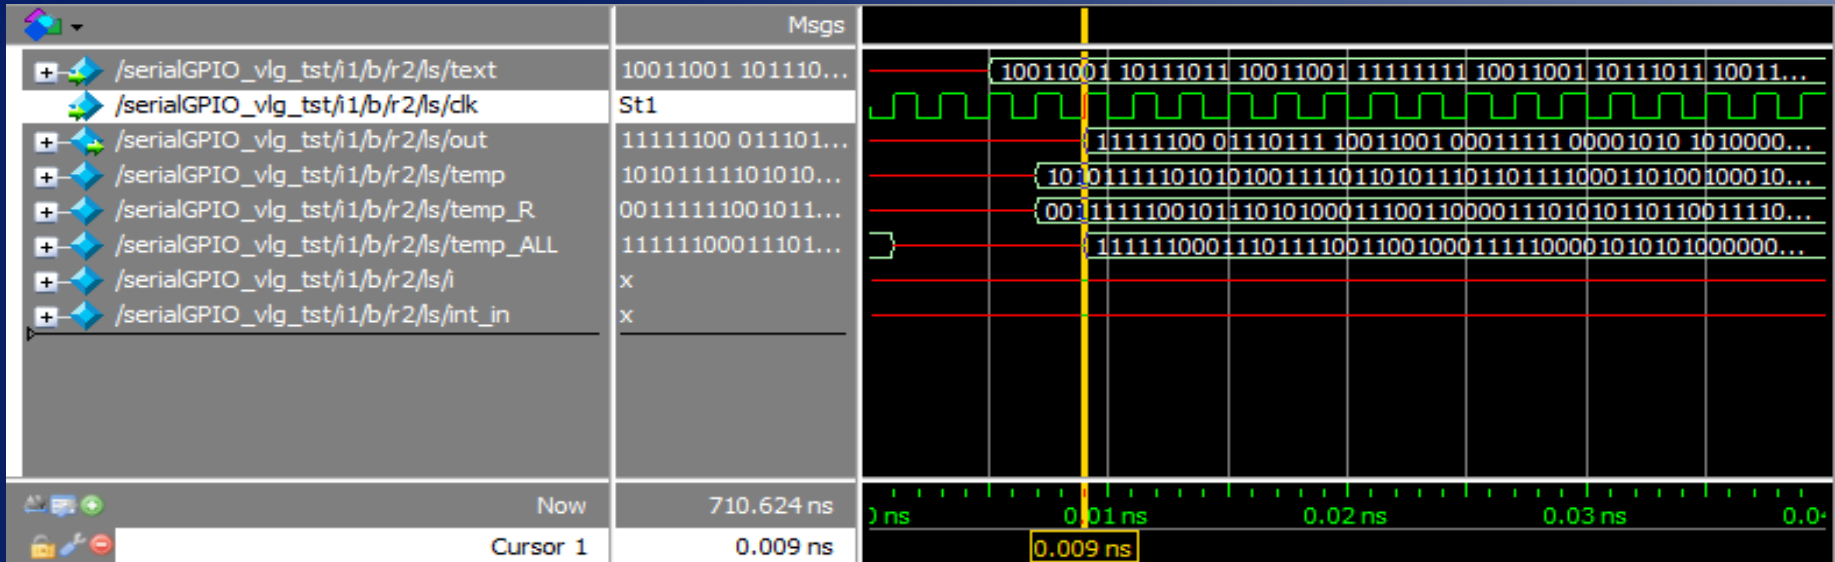 Msgs
/serialGPIO_vlg_tst/i1/b/r2/ls/text 10011001 101110... 10011001 10111011 10011001 11111111 10011001 10111011 10011...
/serialGPIO_vlg_tst/i1/b/r2/ls/clk St1
/serialGPIO_vlg_tst/i1/b/r2/ls/out 11111100 011101... 11111100 01110111 10011001 00011111 00001010 1010000...
/serialGPIO_vlg_tst/i1/b/r2/ls/temp 10101111101010...
/serialGPIO_vlg_tst/i1/b/r2/ls/temp_R 00111111001011...
/serialGPIO_vlg_tst/i1/b/r2/ls/temp_ALL 11111100011101...
/serialGPIO_vlg_tst/i1/b/r2/ls/i x
/serialGPIO_vlg_tst/i1/b/r2/ls/int_in x
Now 710.624 ns 0.01 ns 0.02 ns 0.03 ns
Cursor 1 0.009 ns 0.009 ns